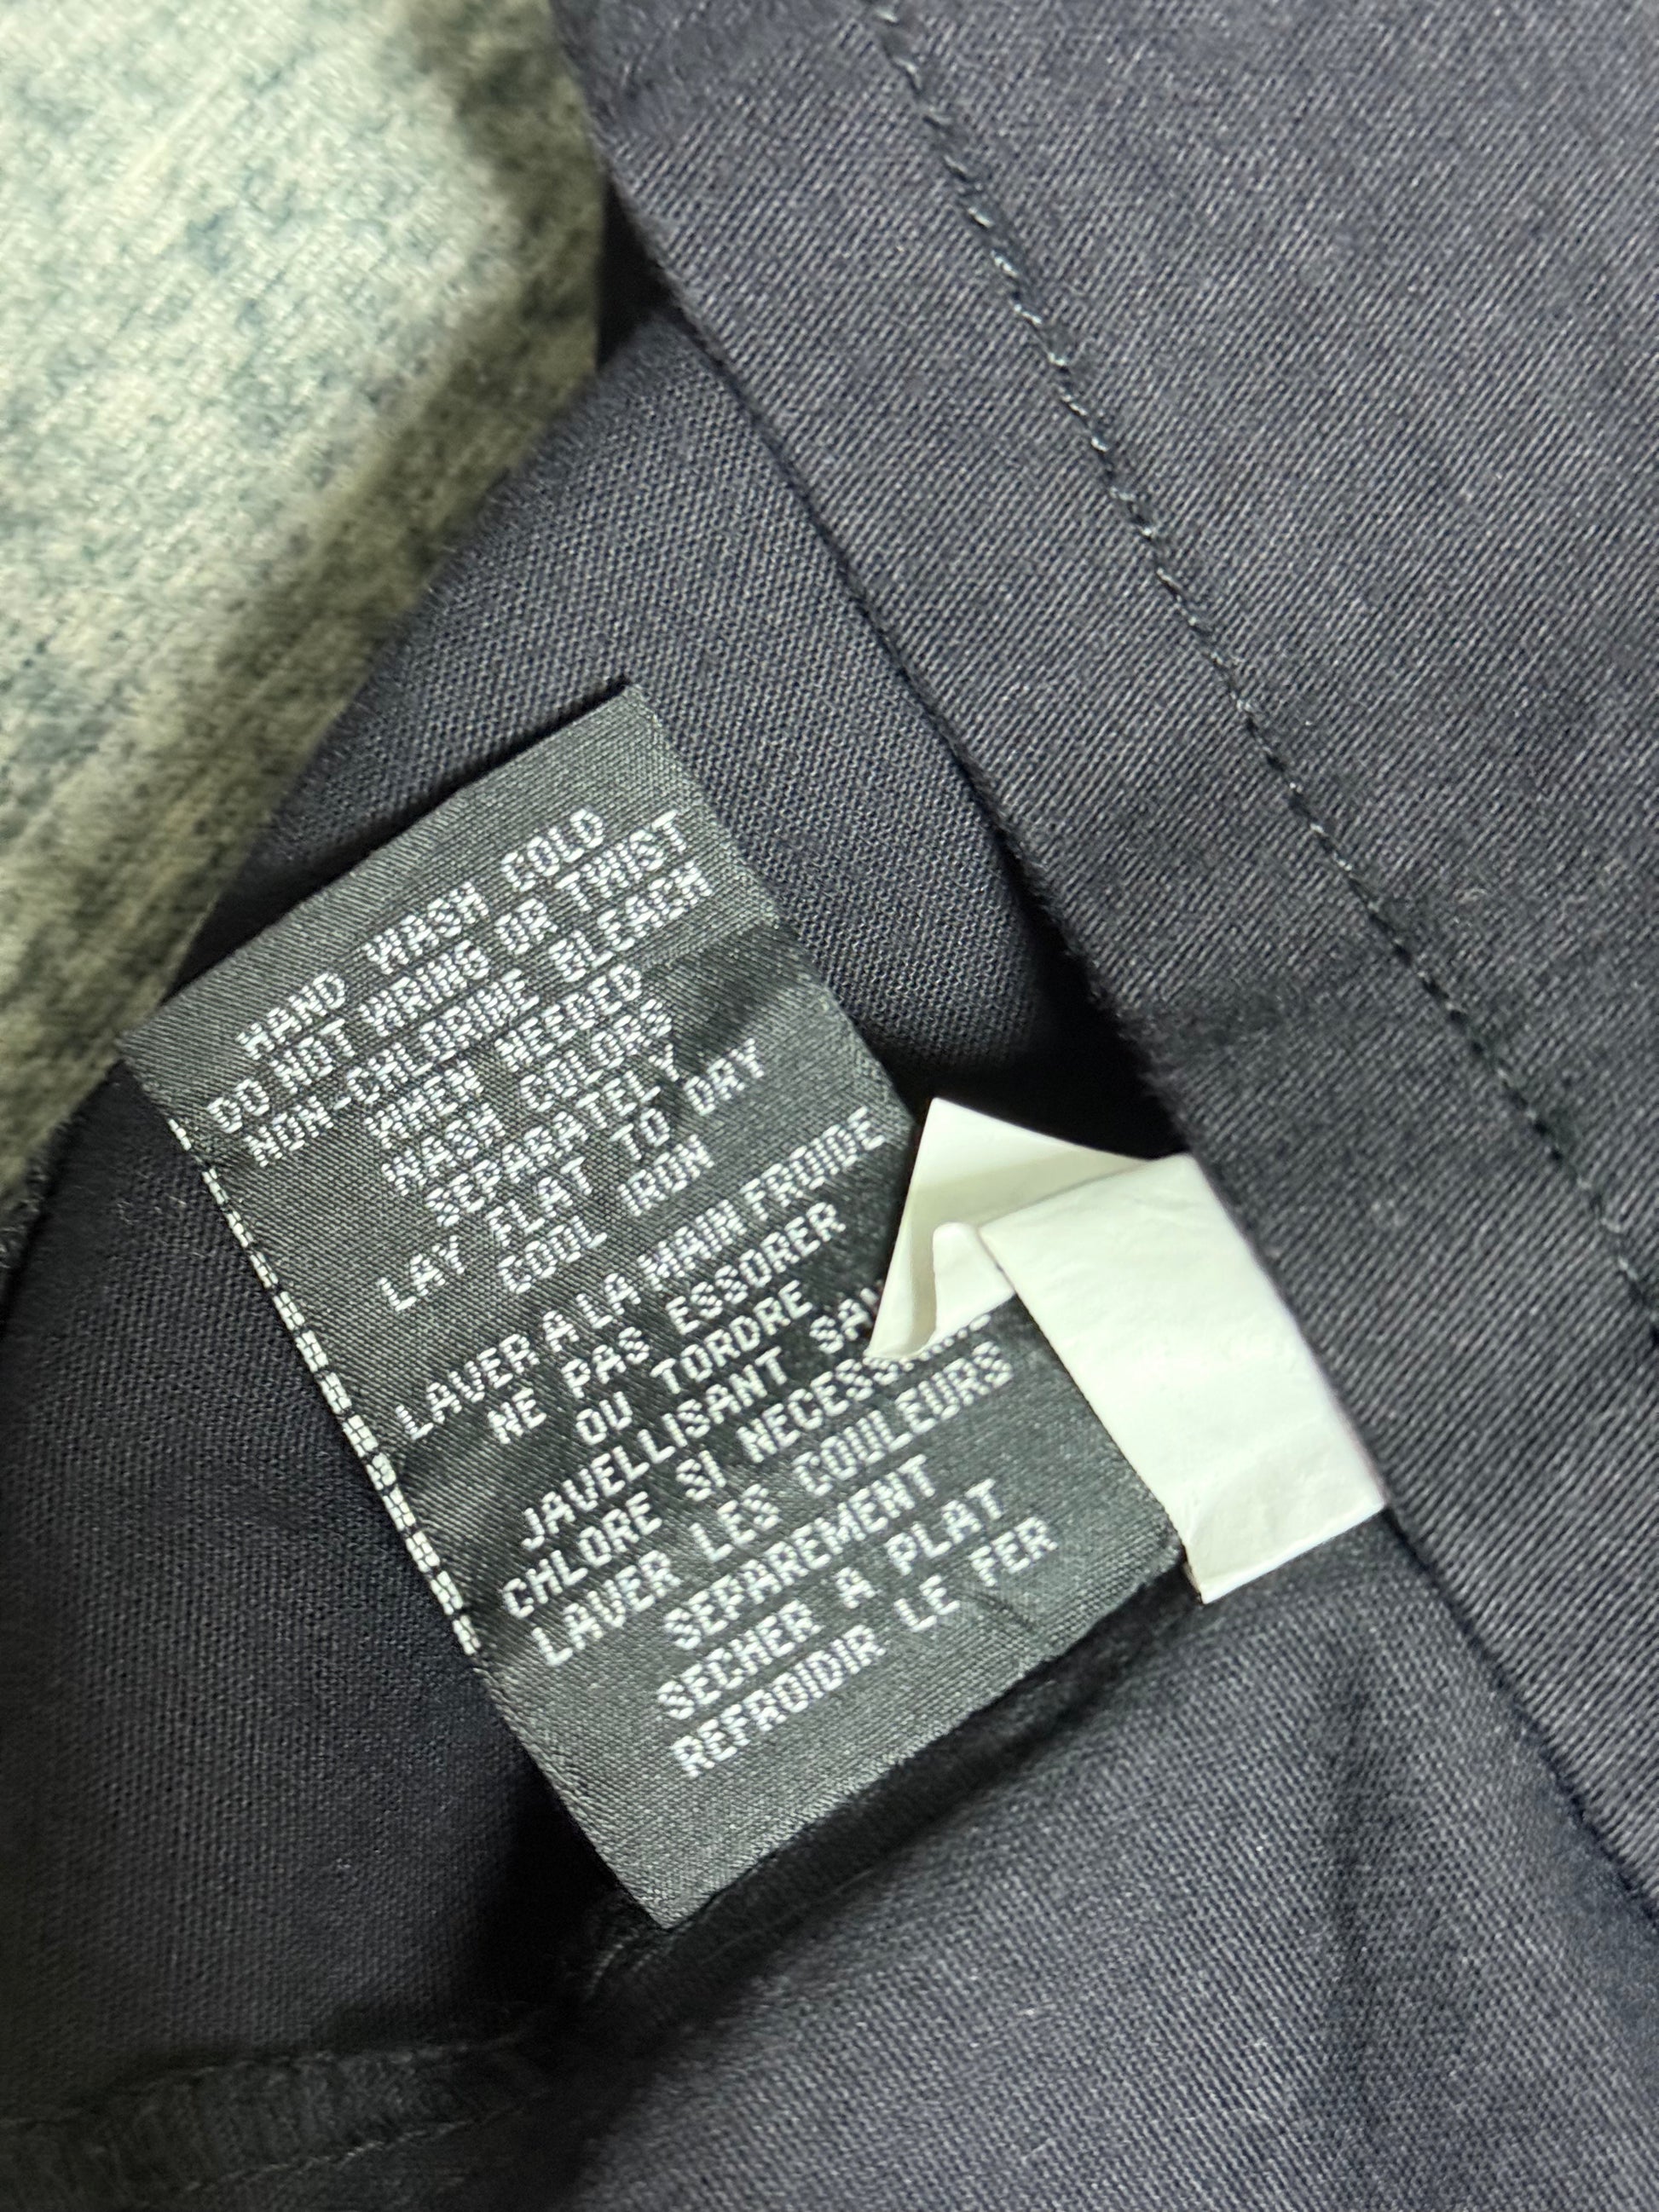 HAND WASH COLD
DO NOT WRING OR TWIST
NON-CHLORINE BLEACH
WHEN NEEDED
WASH COLORS
SEPARATELY
LAY FLAT TO DRY
COOL IRON
LAVER A LA MAIN FROIDE
NE PAS ESSORER
OU TORDRE
JAVELLISANT
CHLORE SI
LAVER LES COULEURS
SEPAREMENT
SECHER A PLAT
REFROIDIR LE FER